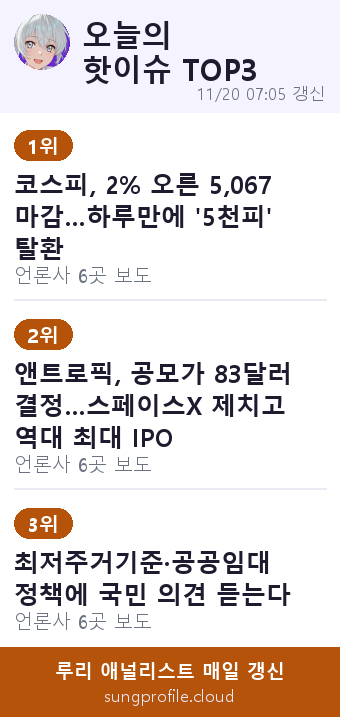 오늘의
핫이슈 TOP3
11/20 07:05 갱신
1위
코스피, 2% 오른 5,067
마감…하루만에 '5천피'
탈환
언론사 6곳 보도
2위
앤트로픽, 공모가 83달러
결정…스페이스X 제치고
역대 최대 IPO
언론사 6곳 보도
3위
최저주거기준·공공임대
정책에 국민 의견 듣는다
언론사 6곳 보도
루리 애널리스트 매일 갱신
sungprofile.cloud